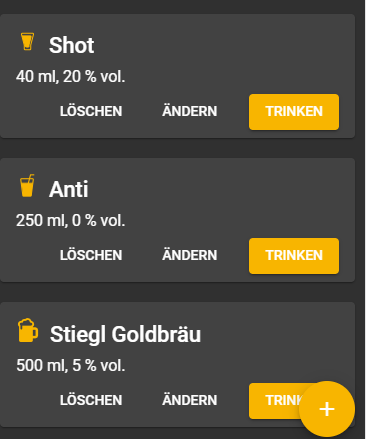 Shot
40 ml, 20 % vol.
LÖSCHEN ÄNDERN TRINKEN
Anti
250 ml, 0 % vol.
LÖSCHEN ÄNDERN TRINKEN
Stiegl Goldbräu
500 ml, 5 % vol.
LÖSCHEN ÄNDERN
+